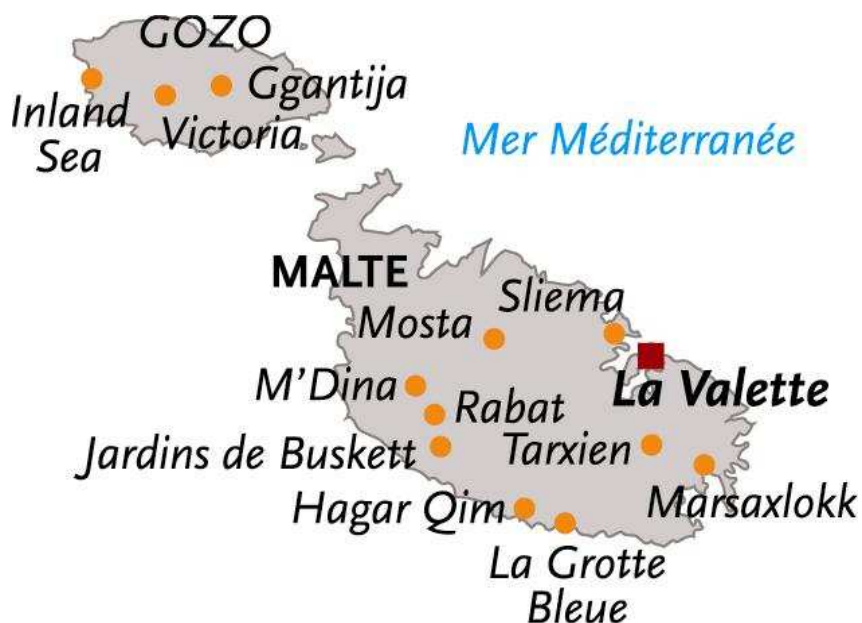 GOZO
Ggantija
Inland
Sea
Victoria
Mer Méditerranée
MALTE
Sliema
Mosta
La Valette
M'Dina
Rabat
Jardins de Buskett
Tarxien
Marsaxlokk
Hagar Qim
La Grotte
Bleue